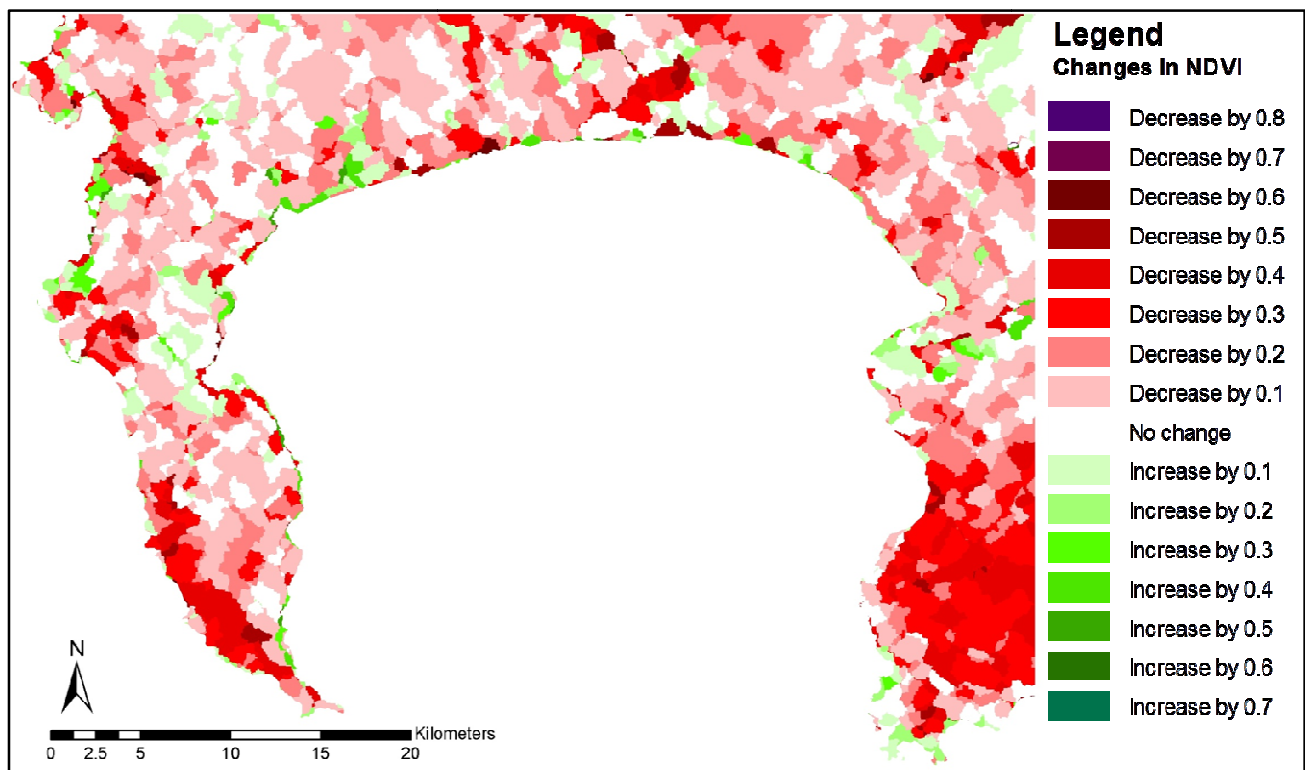 Legend
Changes in NDVI
Decrease by 0.8
Decrease by 0.7
Decrease by 0.6
Decrease by 0.5
Decrease by 0.4
Decrease by 0.3
Decrease by 0.2
Decrease by 0.1
No change
Increase by 0.1
Increase by 0.2
Increase by 0.3
Increase by 0.4
Increase by 0.5
Increase by 0.6
Increase by 0.7
N
Kilometers
0 2.5 5 10 15 20